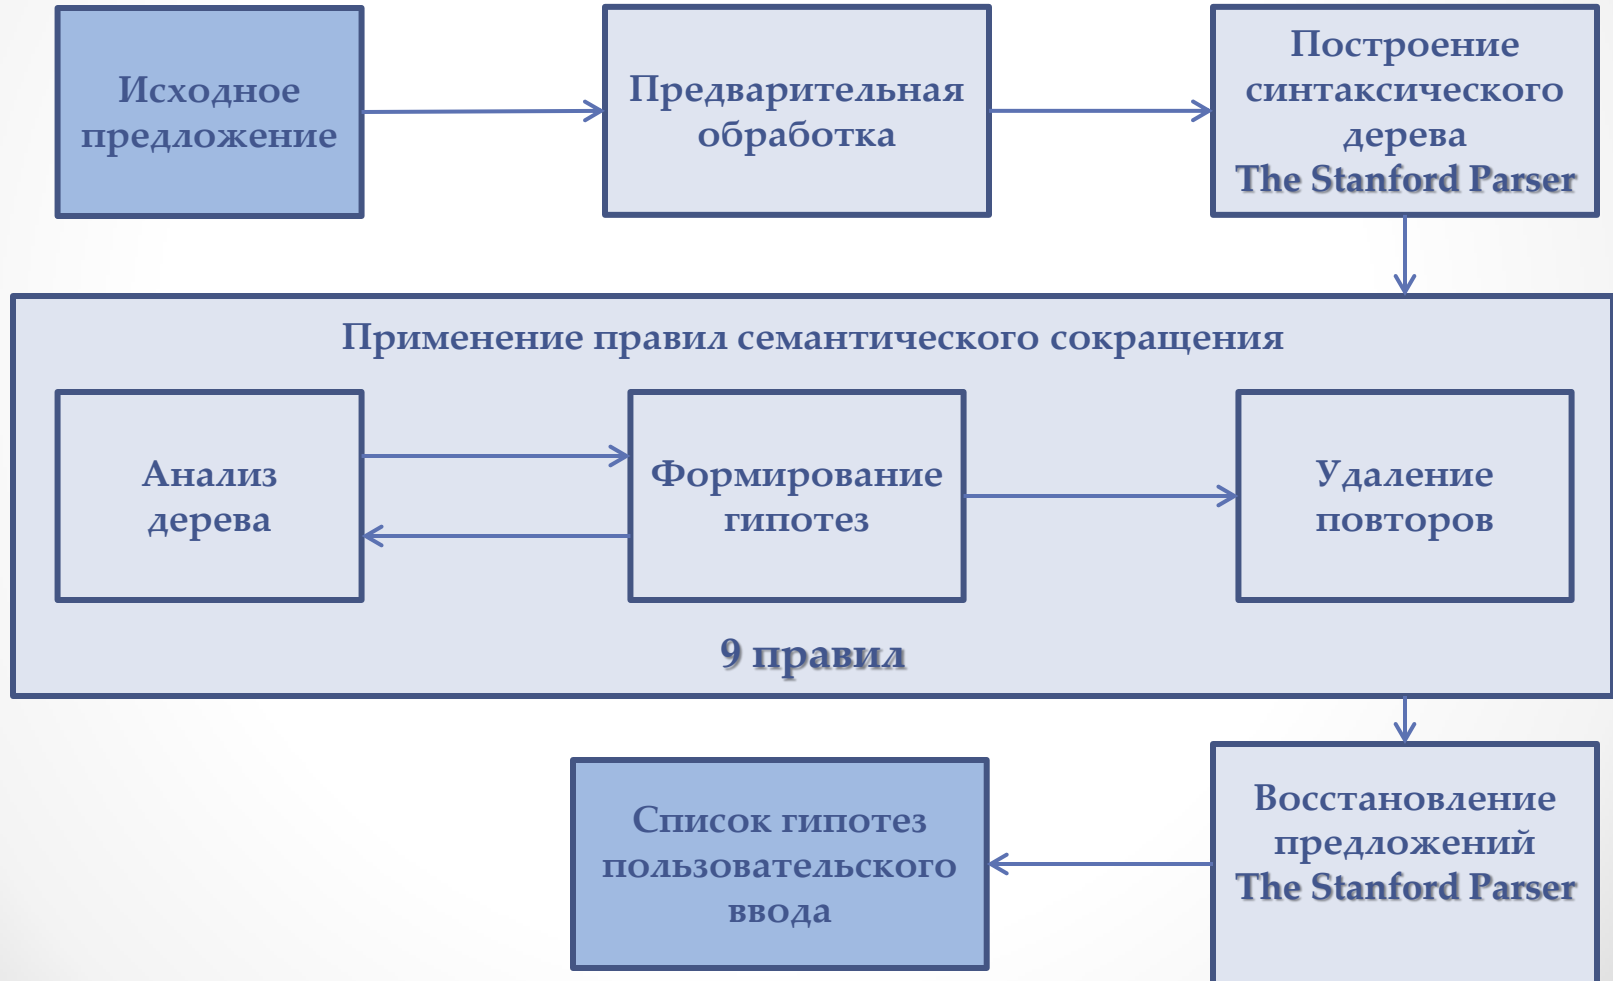 Исходное
предложение
Предварительная
обработка
Построение
синтаксического
дерева
The Stanford Parser
Применение правил семантического сокращения
Анализ
дерева
Формирование
гипотез
Удаление
повторов
9 правил
Восстановление
предложений
The Stanford Parser
Список гипотез
пользовательского
ввода